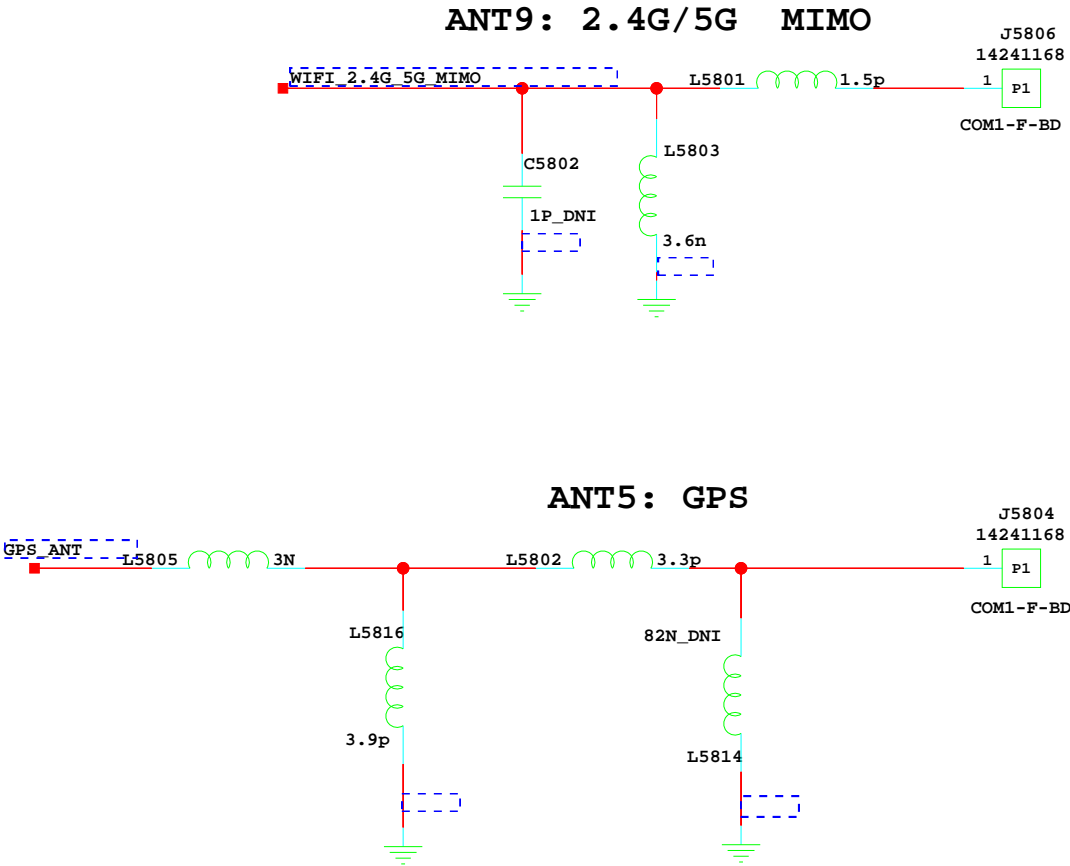 ANT9: 2.4G/5G MIMO
J5806
14241168
WIFI_2.4G_5G_MIMO
L5801
1.5p
1
P1
COM1-F-BD
C5802
L5803
1P_DNI
3.6n
ANT5: GPS
J5804
14241168
GPS_ANT
L5805
3N
L5802
3.3p
1
P1
COM1-F-BD
L5816
82N_DNI
3.9p
L5814